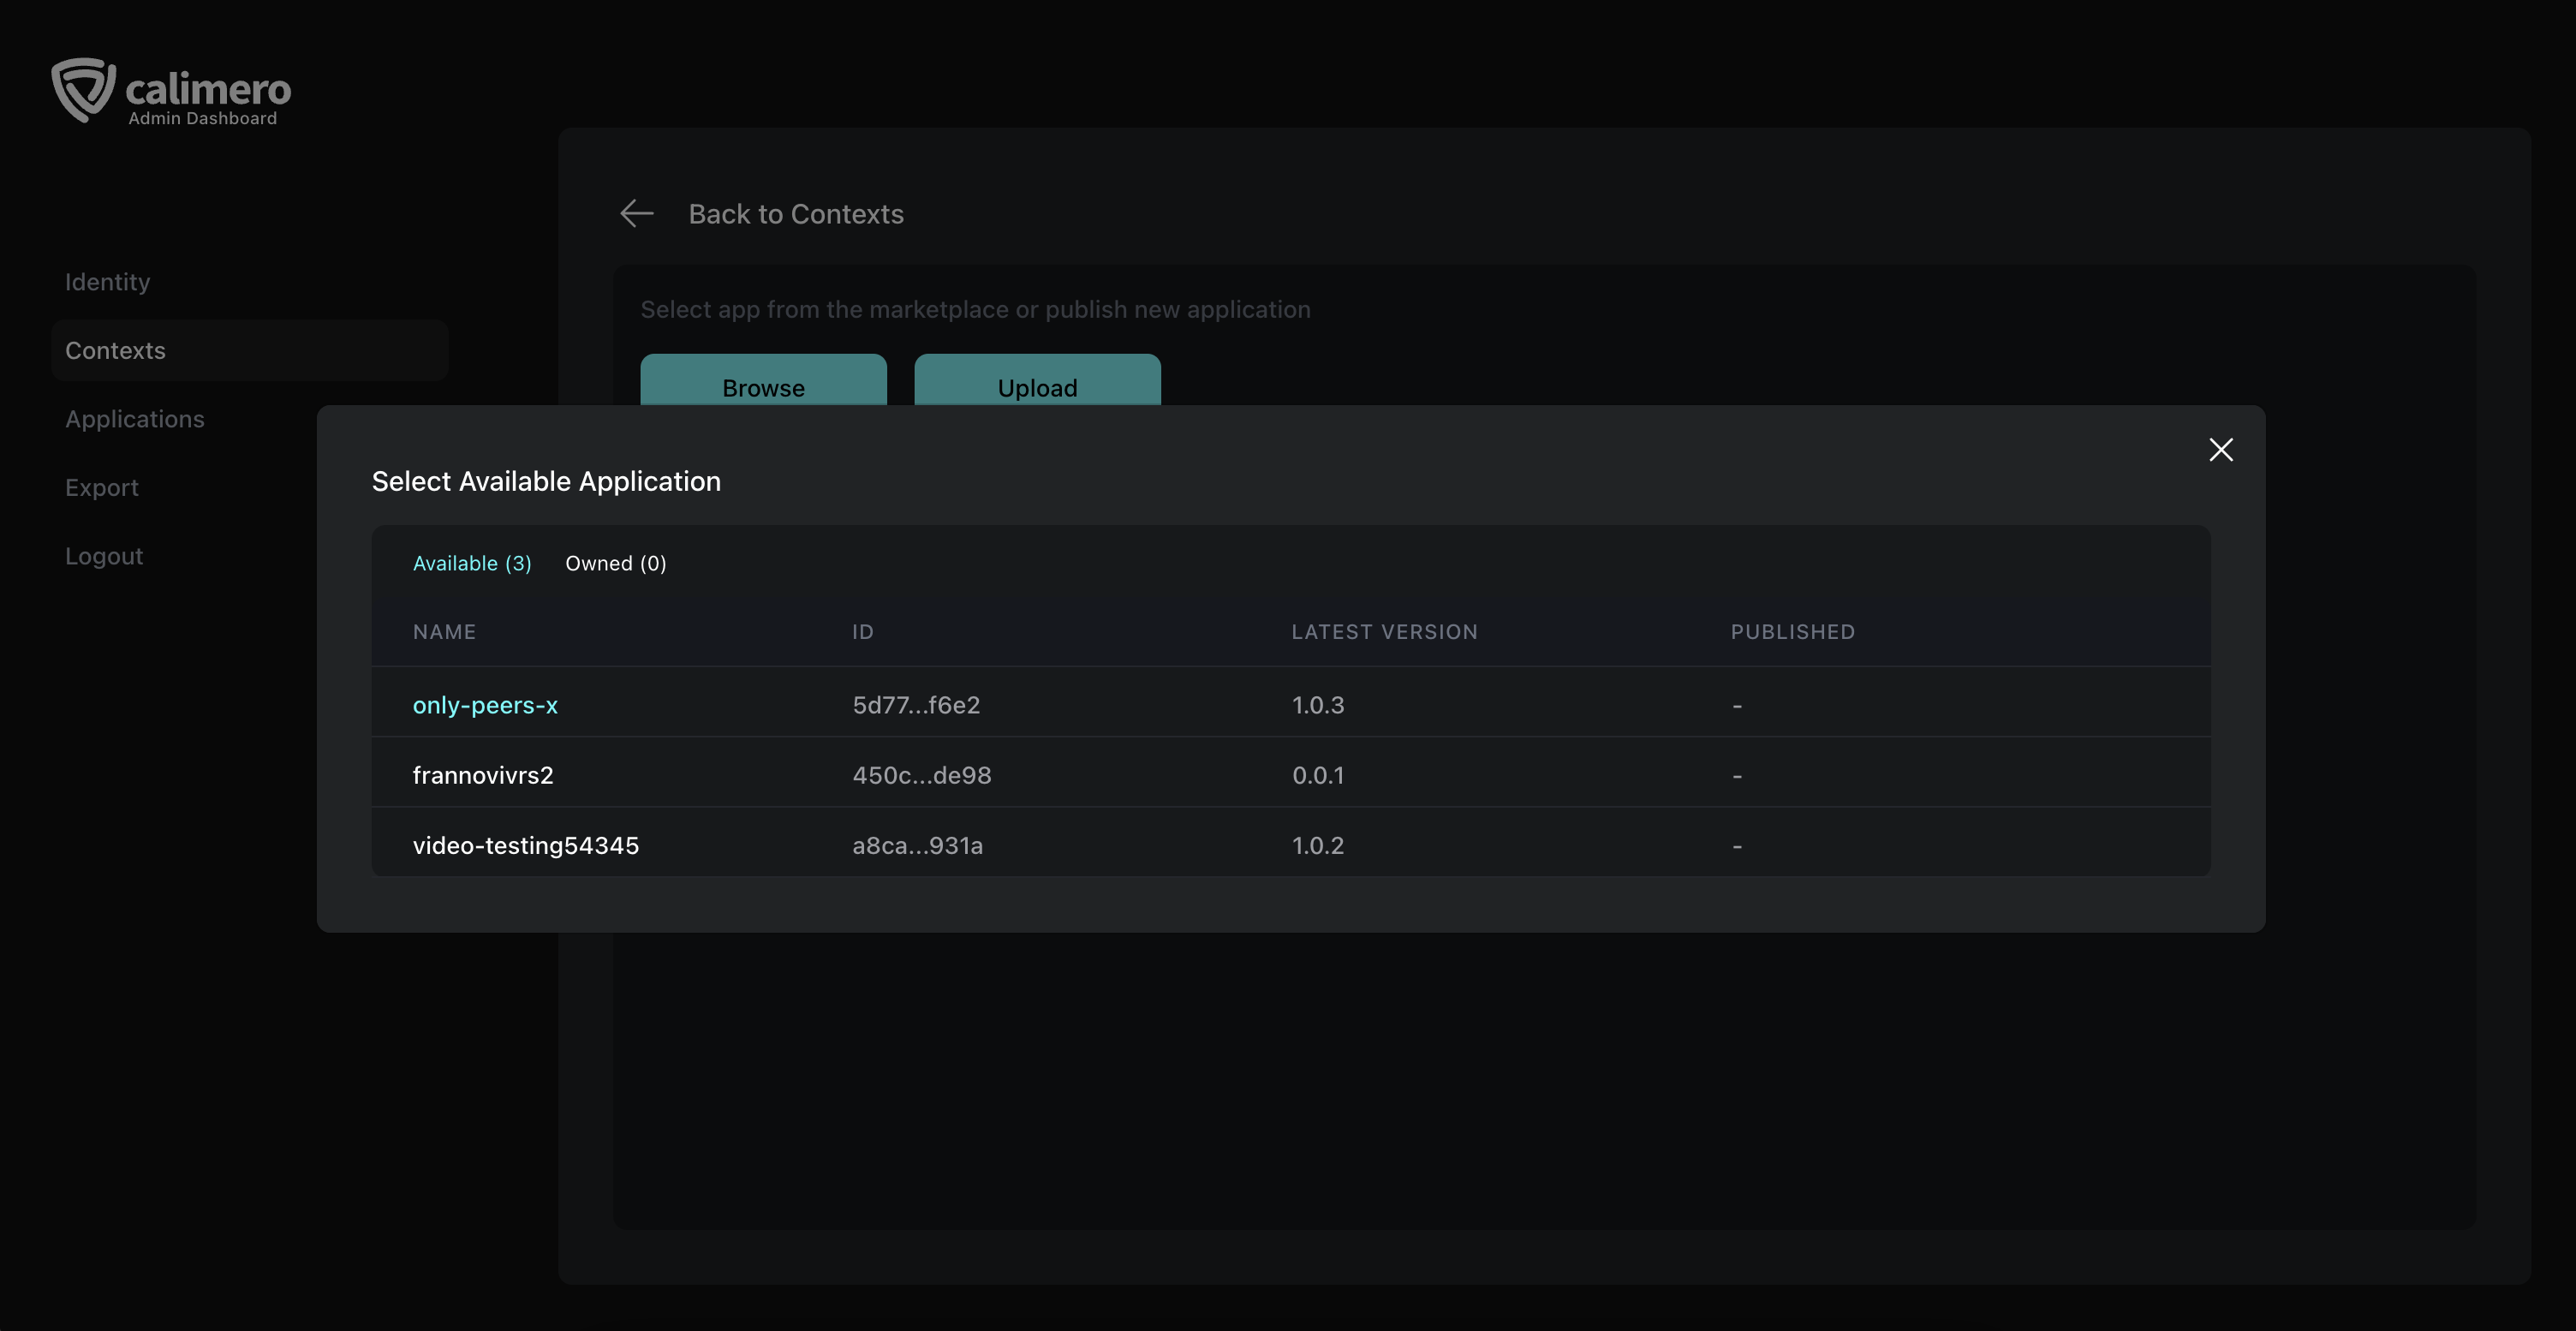 calimero
Admin Dashboard
Identity
Contexts
Applications
Export
Logout
Back to Contexts
Select app from the marketplace or publish new application
Browse Upload
Select Available Application
Available (3) Owned (0)
NAME ID LATEST VERSION PUBLISHED
only-peers-x 5d77...f6e2 1.0.3 -
frannovivrs2 450c...de98 0.0.1 -
video-testing54345 a8ca...931a 1.0.2 -